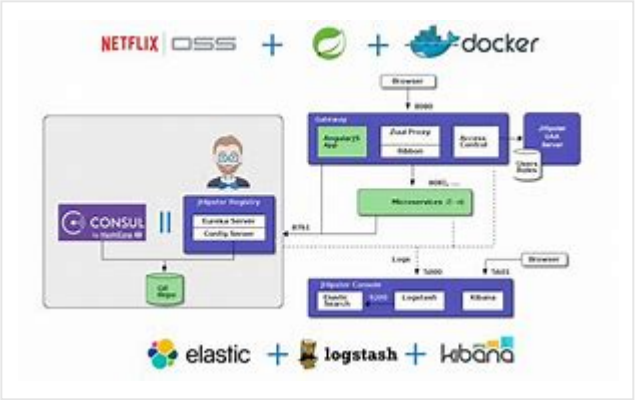 NETFLIX OSS + + docker
Browser
8080
Gateway
AngularJS App
Zuul Proxy
Ribbon
Access Control
JHipster UAA Server
Users Roles
8081, ...
Microservices
JHipster Registry
Eureka Server
Config Server
8761
CONSUL
by HashiCorp
Git Repo
Logs
5000
5601
Browser
JHipster Console
Elastic Search
9200
Logstash
Kibana
elastic + logstash + kibana